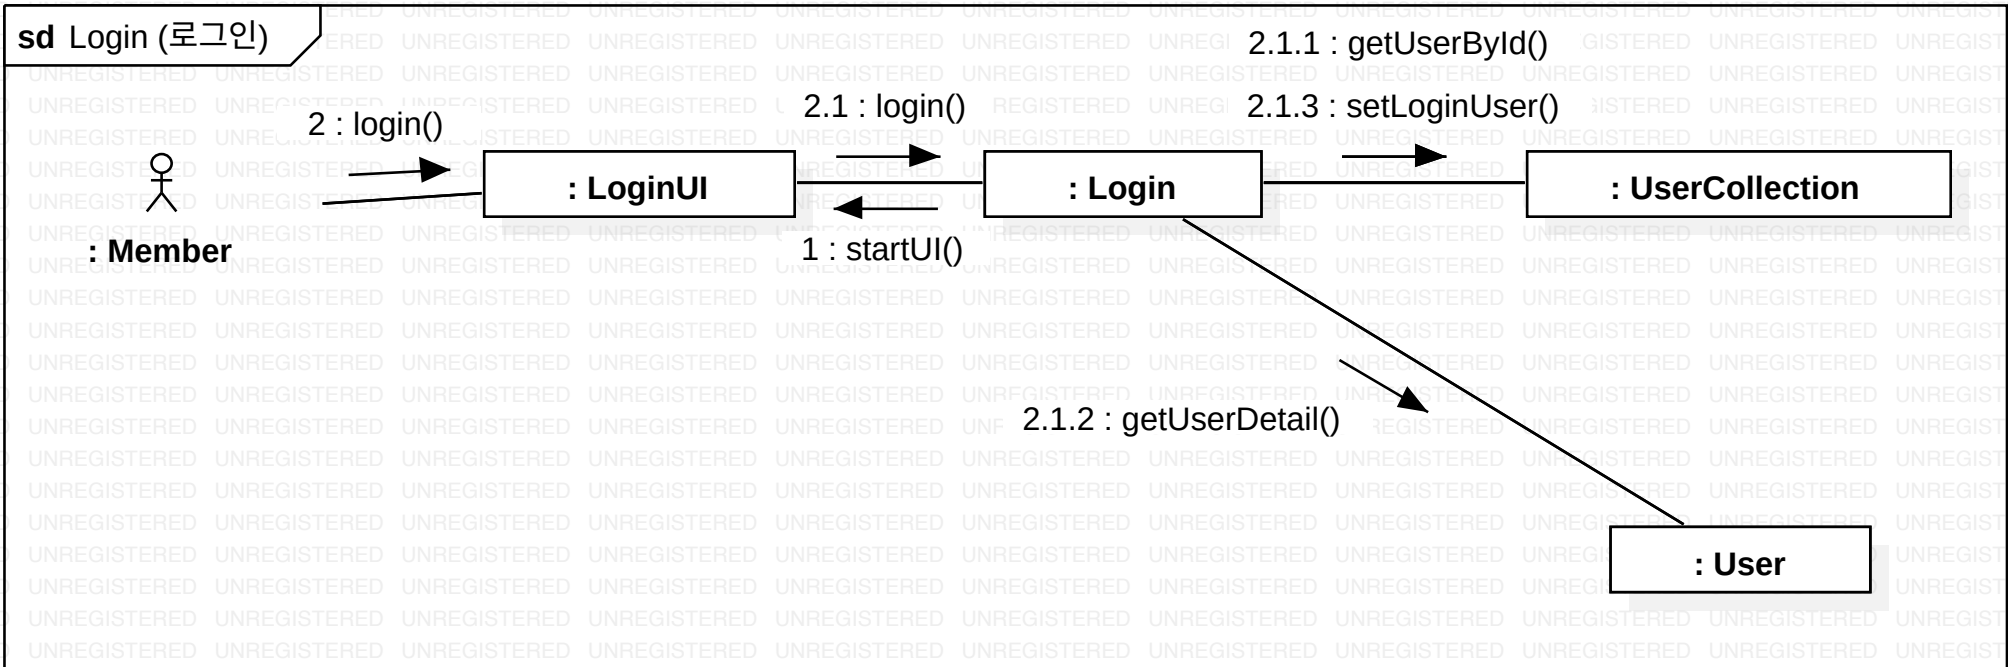 sd Login (로그인)
2.1.1 : getUserById()
2 : login()
2.1 : login()
2.1.3 : setLoginUser()
: LoginUI
: Login
: UserCollection
: Member
1 : startUI()
2.1.2 : getUserDetail()
: User
UNREGISTERED